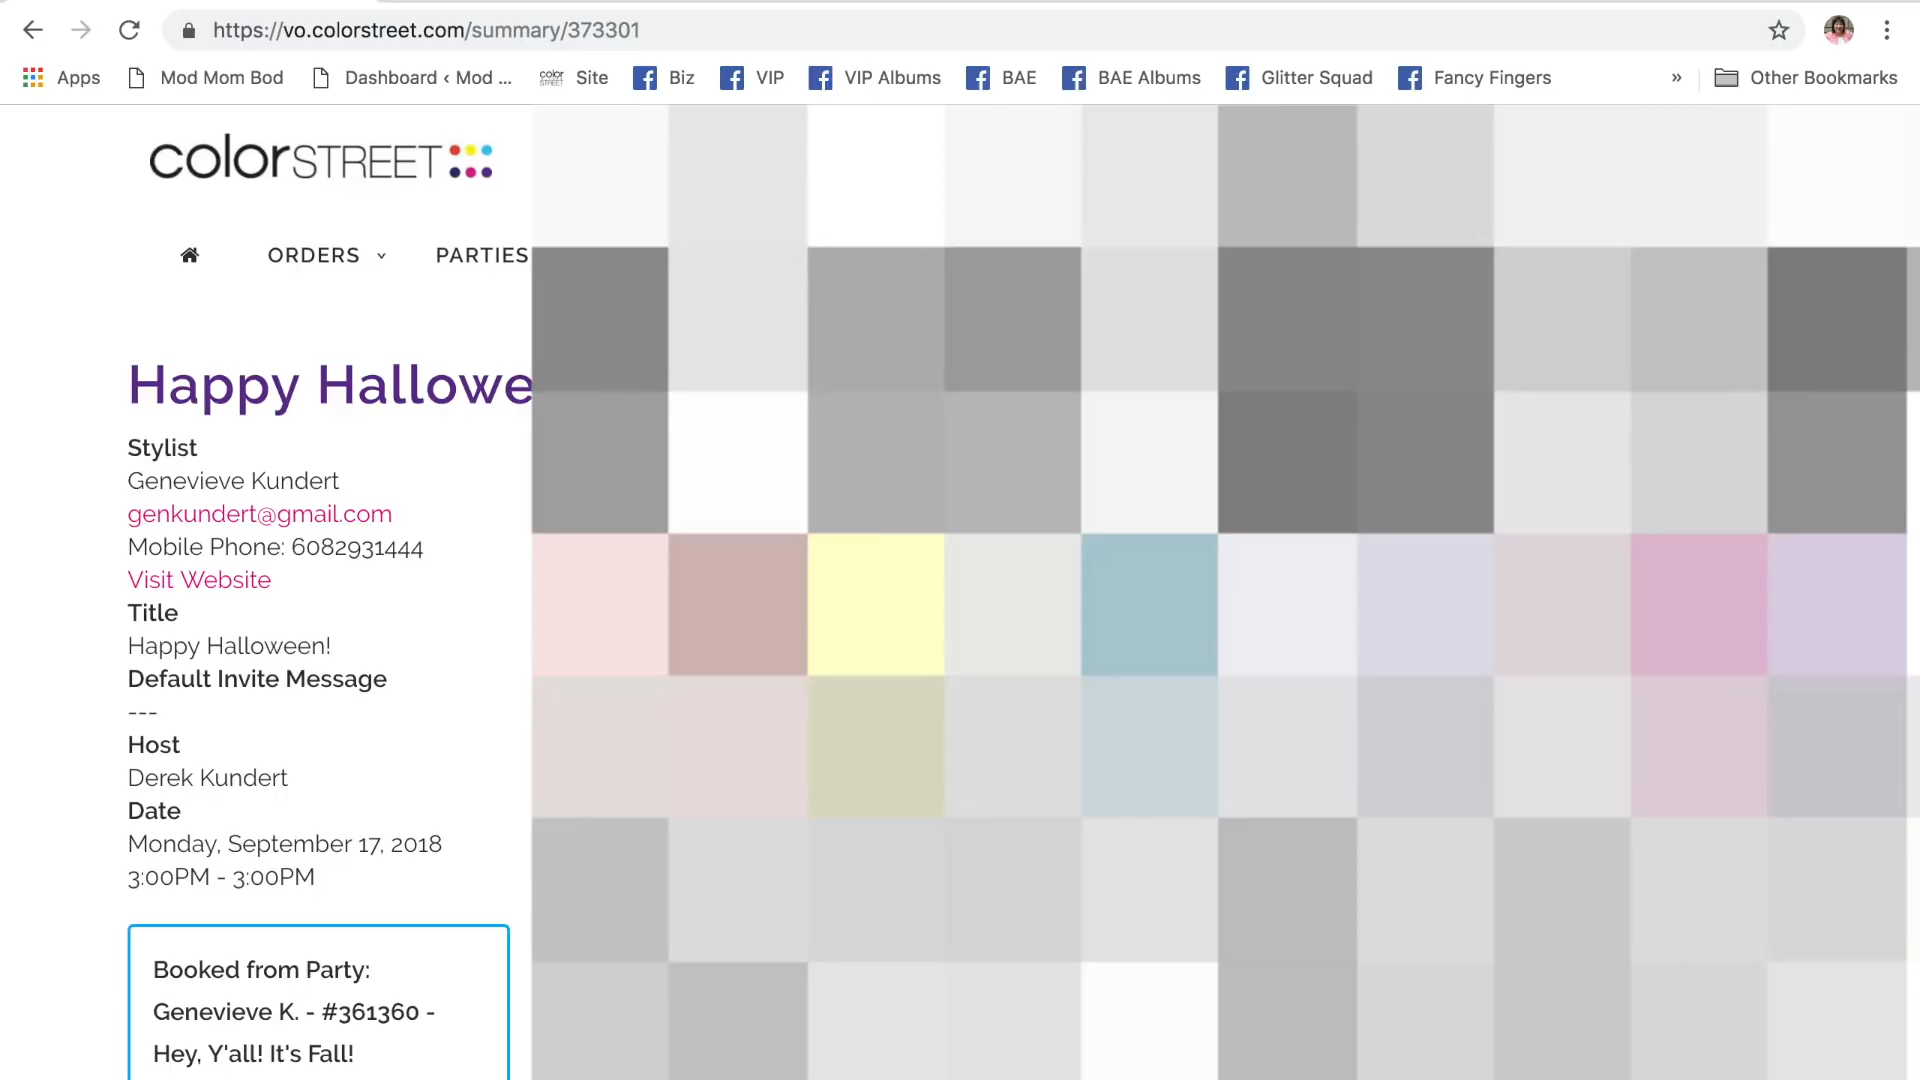 https://vo.colorstreet.com/summary/373301
Apps Mod Mom Bod Dashboard ‹ Mod ... color STREET Site Biz VIP VIP Albums BAE BAE Albums Glitter Squad Fancy Fingers » Other Bookmarks
colorSTREET
ORDERS PARTIES
Happy Hallowe
Stylist
Genevieve Kundert
genkundert@gmail.com
Mobile Phone: 6082931444
Visit Website
Title
Happy Halloween!
Default Invite Message
---
Host
Derek Kundert
Date
Monday, September 17, 2018
3:00PM - 3:00PM
Booked from Party:
Genevieve K. - #361360 -
Hey, Y'all! It's Fall!